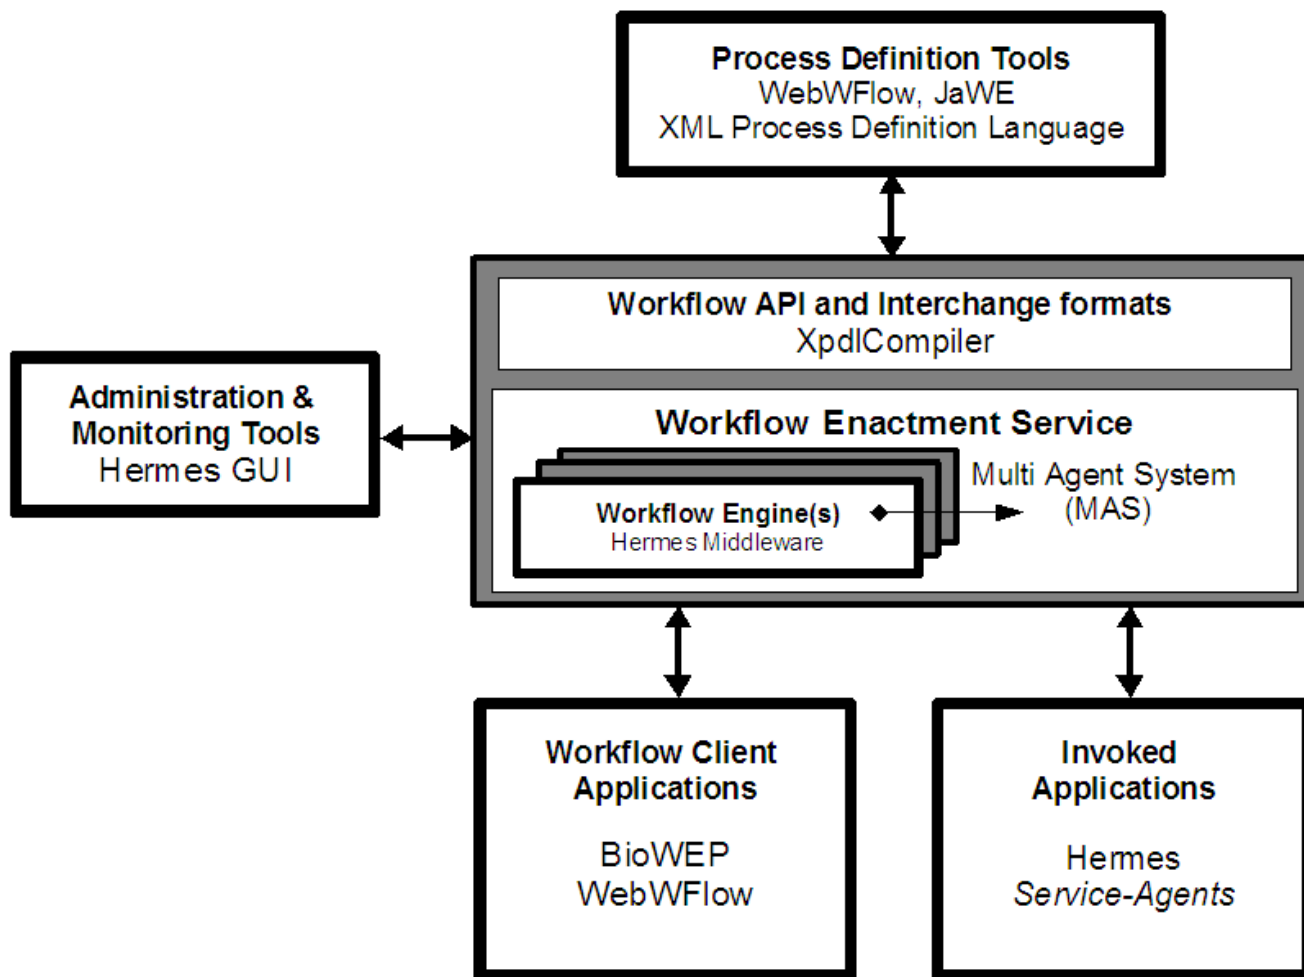 Process Definition Tools
WebWFlow, JaWE
XML Process Definition Language
Workflow API and Interchange formats
XpdlCompiler
Administration &
Monitoring Tools
Hermes GUI
Workflow Enactment Service
Multi Agent System
(MAS)
Workflow Engine(s)
Hermes Middleware
Workflow Client
Applications
BioWEP
WebWFlow
Invoked
Applications
Hermes
Service-Agents